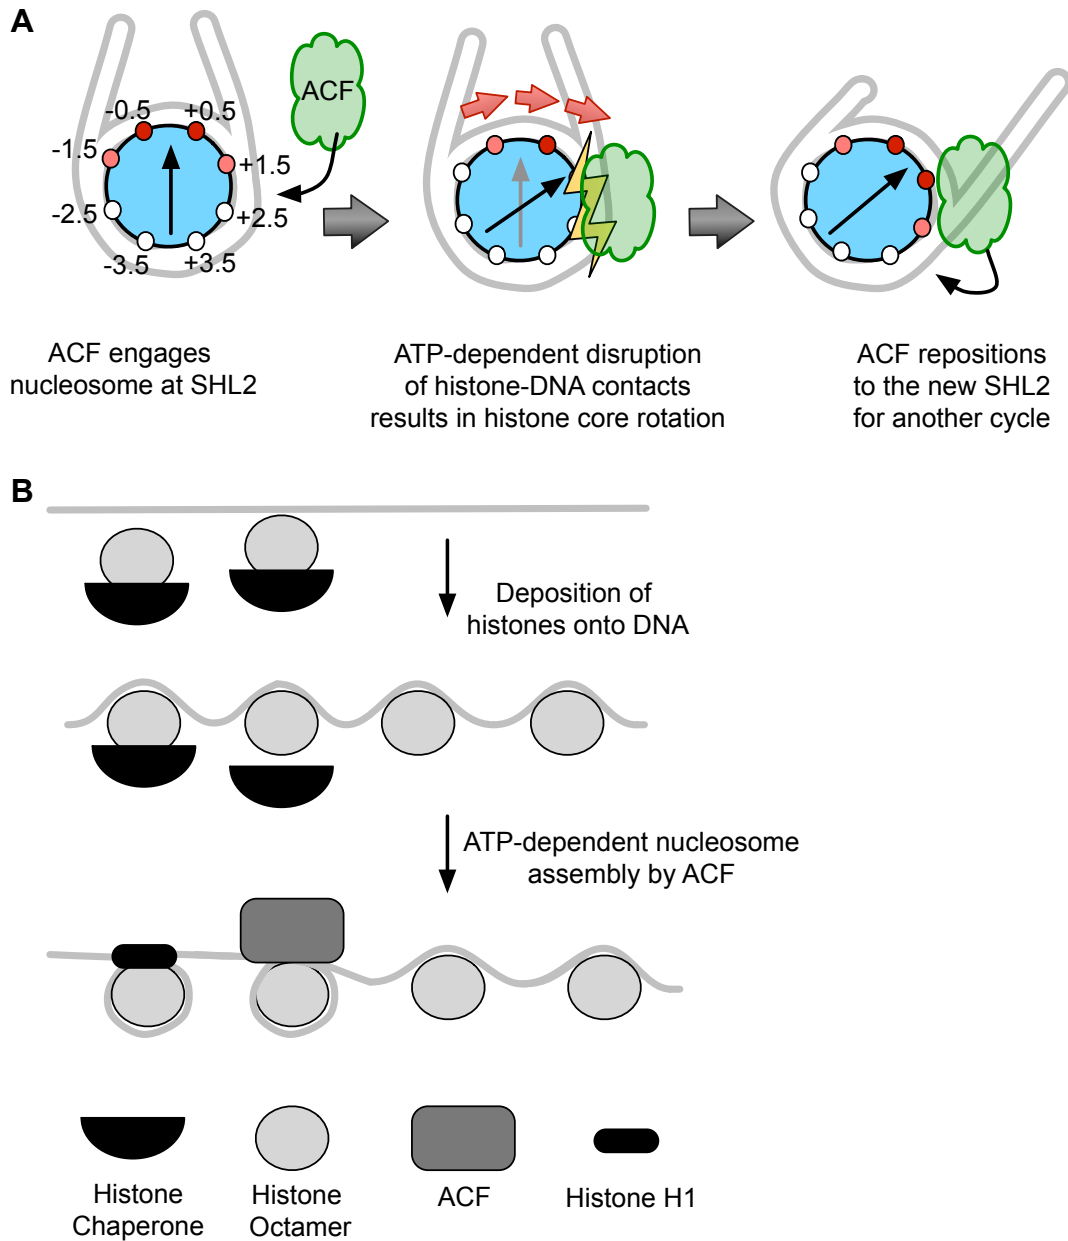 A
ACF
-0.5 +0.5
-1.5 +1.5
-2.5 +2.5
-3.5 +3.5
ACF engages
nucleosome at SHL2
ATP-dependent disruption
of histone-DNA contacts
results in histone core rotation
ACF repositions
to the new SHL2
for another cycle
B
Deposition of
histones onto DNA
ATP-dependent nucleosome
assembly by ACF
Histone
Chaperone
Histone
Octamer
ACF
Histone H1